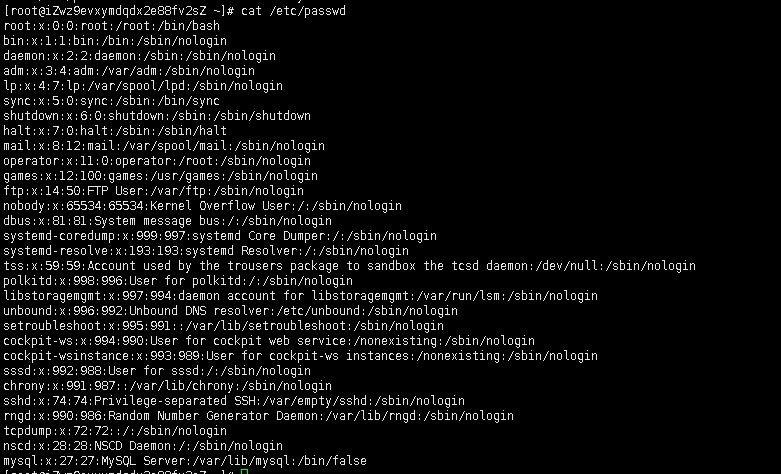 [root@iZwz9evxymdqdx2e88fv2sZ ~]# cat /etc/passwd
root:x:0:0:root:/root:/bin/bash
bin:x:1:1:bin:/bin:/sbin/nologin
daemon:x:2:2:daemon:/sbin:/sbin/nologin
adm:x:3:4:adm:/var/adm:/sbin/nologin
lp:x:4:7:lp:/var/spool/lpd:/sbin/nologin
sync:x:5:0:sync:/sbin:/bin/sync
shutdown:x:6:0:shutdown:/sbin:/sbin/shutdown
halt:x:7:0:halt:/sbin:/sbin/halt
mail:x:8:12:mail:/var/spool/mail:/sbin/nologin
operator:x:11:0:operator:/root:/sbin/nologin
games:x:12:100:games:/usr/games:/sbin/nologin
ftp:x:14:50:FTP User:/var/ftp:/sbin/nologin
nobody:x:65534:65534:Kernel Overflow User:/:/sbin/nologin
dbus:x:81:81:System message bus:/:/sbin/nologin
systemd-coredump:x:999:997:systemd Core Dumper:/:/sbin/nologin
systemd-resolve:x:193:193:systemd Resolver:/:/sbin/nologin
tss:x:59:59:Account used by the trousers package to sandbox the tcsd daemon:/dev/null:/sbin/nologin
polkitd:x:998:996:User for polkitd:/:/sbin/nologin
libstoragemgmt:x:997:994:daemon account for libstoragemgmt:/var/run/lsm:/sbin/nologin
unbound:x:996:992:Unbound DNS resolver:/etc/unbound:/sbin/nologin
setroubleshoot:x:995:991::/var/lib/setroubleshoot:/sbin/nologin
cockpit-ws:x:994:990:User for cockpit web service:/nonexisting:/sbin/nologin
cockpit-wsinstance:x:993:989:User for cockpit-ws instances:/nonexisting:/sbin/nologin
sssd:x:992:988:User for sssd:/:/sbin/nologin
chrony:x:991:987::/var/lib/chrony:/sbin/nologin
sshd:x:74:74:Privilege-separated SSH:/var/empty/sshd:/sbin/nologin
rngd:x:990:986:Random Number Generator Daemon:/var/lib/rngd:/sbin/nologin
tcpdump:x:72:72::/:/sbin/nologin
nscd:x:28:28:NSCD Daemon:/:/sbin/nologin
mysql:x:27:27:MySQL Server:/var/lib/mysql:/bin/false